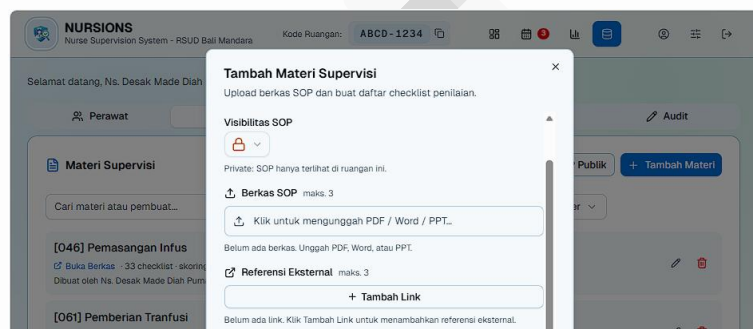 NURSIONS
Nurse Supervision System - RSUD Bali Mandara
Kode Ruangan: ABCD-1234
3
Selamat datang, Ns. Desak Made Diah
Perawat
Audit
Materi Supervisi
Publik
+ Tambah Materi
Cari materi atau pembuat...
[046] Pemasangan Infus
Buka Berkas · 33 checklist · skoring
Dibuat oleh Ns. Desak Made Diah Purn
[061] Pemberian Tranfusi
Tambah Materi Supervisi
Upload berkas SOP dan buat daftar checklist penilaian.
Visibilitas SOP
Private: SOP hanya terlihat di ruangan ini.
Berkas SOP maks. 3
Klik untuk mengunggah PDF / Word / PPT...
Belum ada berkas. Unggah PDF, Word, atau PPT.
Referensi Eksternal maks. 3
+ Tambah Link
Belum ada link. Klik Tambah Link untuk menambahkan referensi eksternal.